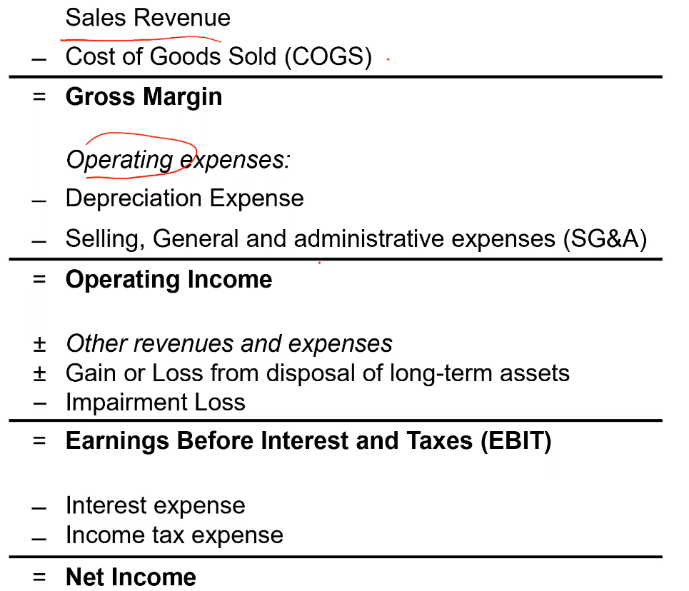 Sales Revenue
– Cost of Goods Sold (COGS)
= Gross Margin
Operating expenses:
– Depreciation Expense
– Selling, General and administrative expenses (SG&A)
= Operating Income
± Other revenues and expenses
± Gain or Loss from disposal of long-term assets
– Impairment Loss
= Earnings Before Interest and Taxes (EBIT)
– Interest expense
– Income tax expense
= Net Income